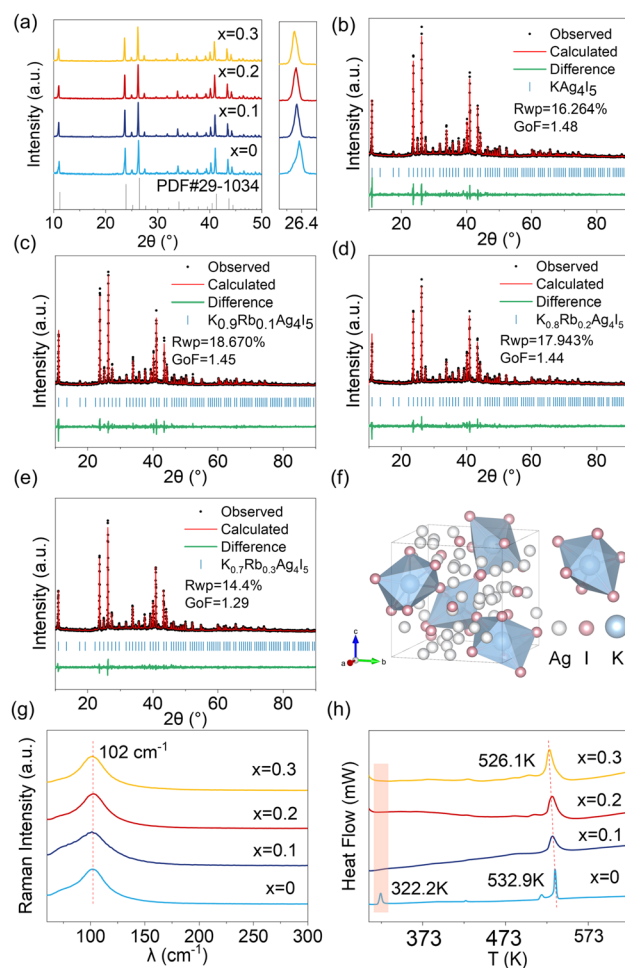 (a)
x=0.3
x=0.2
x=0.1
x=0
PDF#29-1034
Intensity (a.u.)
10 20 30 40 50
26.4
2θ (°)
(b)
Observed
Calculated
Difference
KAg4I5
Rwp=16.264%
GoF=1.48
Intensity (a.u.)
20 40 60 80
2θ (°)
(c)
Observed
Calculated
Difference
K0.9Rb0.1Ag4I5
Rwp=18.670%
GoF=1.45
Intensity (a.u.)
20 40 60 80
2θ (°)
(d)
Observed
Calculated
Difference
K0.8Rb0.2Ag4I5
Rwp=17.943%
GoF=1.44
Intensity (a.u.)
20 40 60 80
2θ (°)
(e)
Observed
Calculated
Difference
K0.7Rb0.3Ag4I5
Rwp=14.4%
GoF=1.29
Intensity (a.u.)
20 40 60 80
2θ (°)
(f)
c
a b
Ag I K
(g)
102 cm-1
x=0.3
x=0.2
x=0.1
x=0
Raman Intensity (a.u.)
100 150 200 250 300
λ (cm-1)
(h)
526.1K
x=0.3
x=0.2
x=0.1
532.9K
x=0
322.2K
Heat Flow (mW)
373 473 573
T (K)